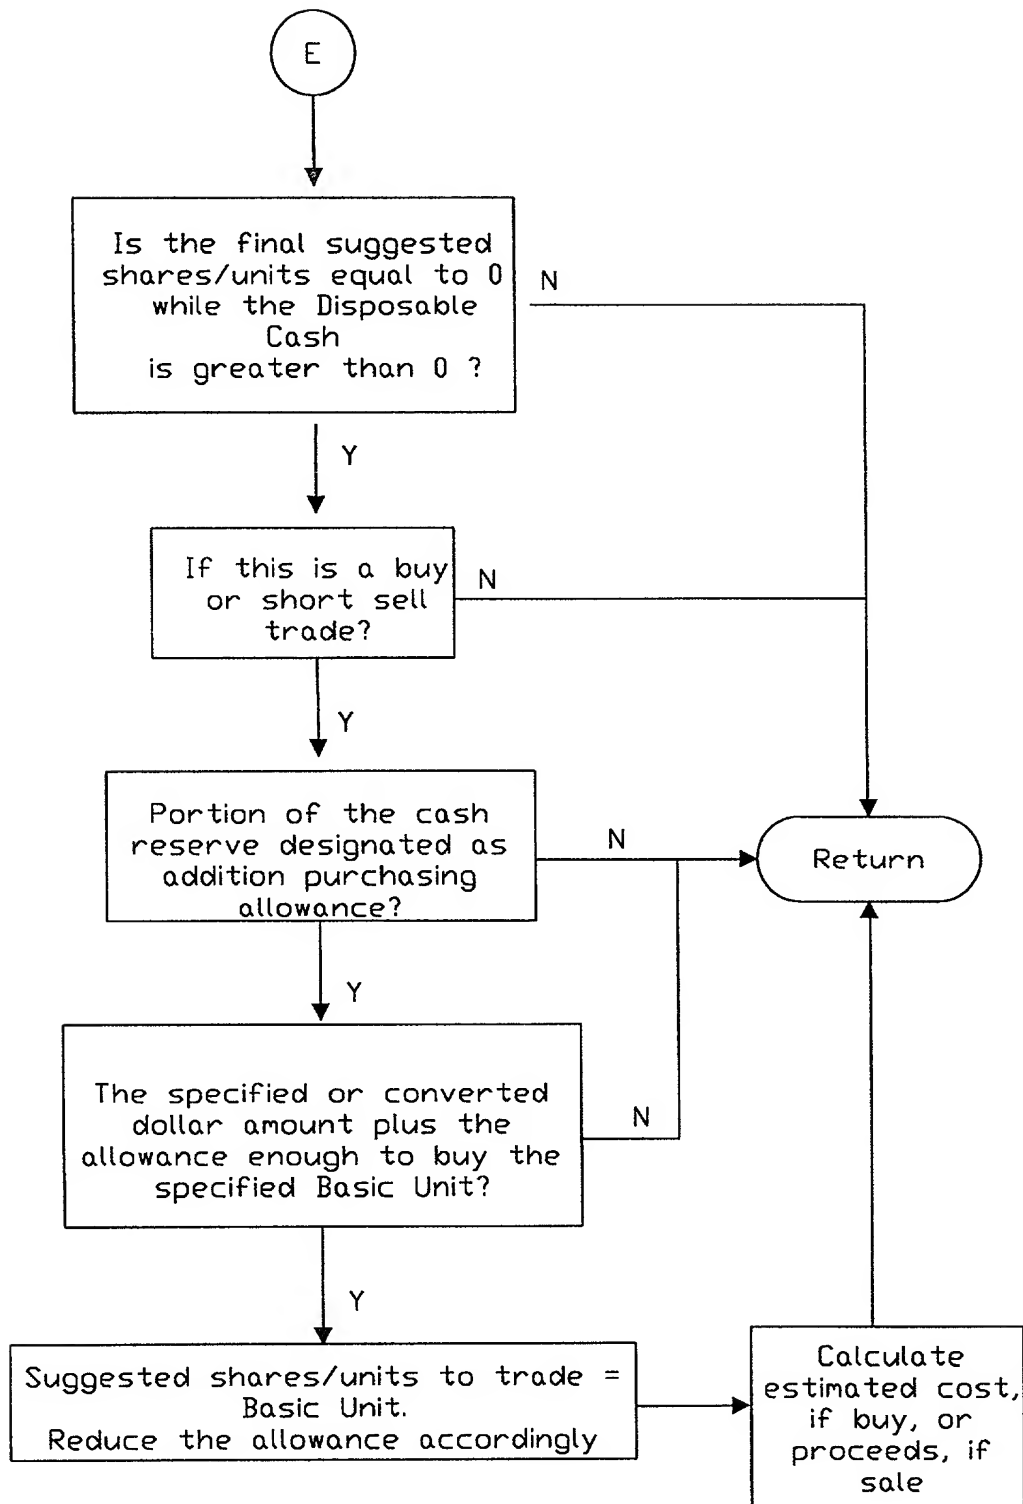 E
Is the final suggested
shares/units equal to 0
while the Disposable
Cash
is greater than 0 ?
N
Y
If this is a buy
or short sell
trade?
N
Y
Portion of the cash
reserve designated as
addition purchasing
allowance?
N
Return
Y
The specified or converted
dollar amount plus the
allowance enough to buy the
specified Basic Unit?
N
Y
Suggested shares/units to trade =
Basic Unit.
Reduce the allowance accordingly
Calculate
estimated cost,
if buy, or
proceeds, if
sale